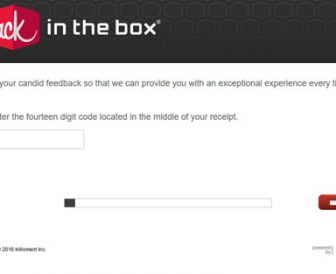 ack in the box®
your candid feedback so that we can provide you with an exceptional experience every ti
ter the fourteen digit code located in the middle of your receipt.
© 2016 InMoment Inc.
powered
by